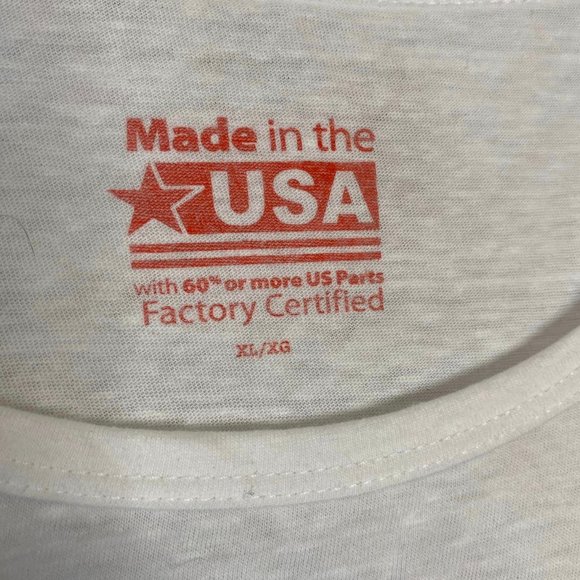 Made in the
USA
with 60% or more US Parts
Factory Certified
XL/XG